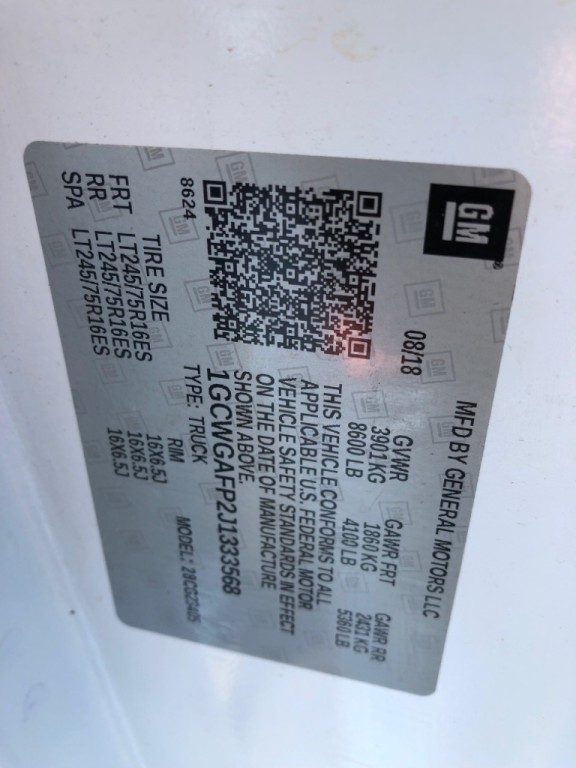 GM
MFD BY GENERAL MOTORS LLC
08/18 GVWR GAWR FRT GAWR RR
3901 KG 1860 KG 2431 KG
8600 LB 4100 LB 5360 LB
THIS VEHICLE CONFORMS TO ALL
APPLICABLE U.S. FEDERAL MOTOR
VEHICLE SAFETY STANDARDS IN EFFECT
ON THE DATE OF MANUFACTURE
SHOWN ABOVE.
1GCWGAFP2J1333568
8624 TYPE: TRUCK MODEL: 28CG23405
TIRE SIZE RIM
FRT LT245/75R16ES 16X6.5J
RR LT245/75R16ES 16X6.5J
SPA LT245/75R16ES 16X6.5J